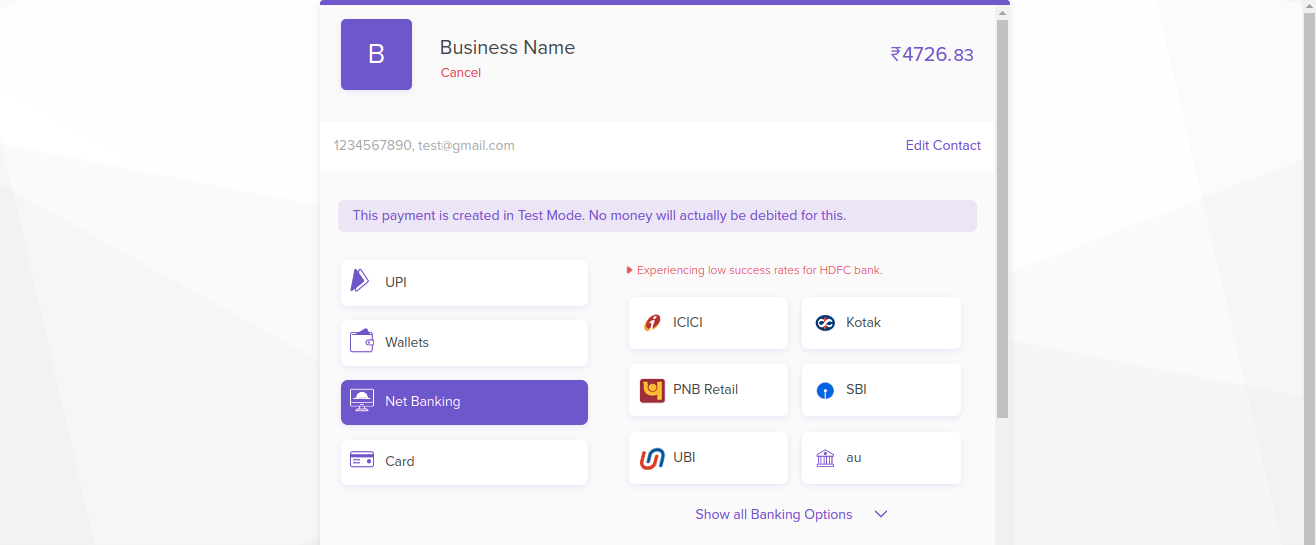 B
Business Name
₹4726.83
Cancel
1234567890, test@gmail.com
Edit Contact
This payment is created in Test Mode. No money will actually be debited for this.
UPI
Wallets
Net Banking
Card
Experiencing low success rates for HDFC bank.
ICICI
Kotak
PNB Retail
SBI
UBI
au
Show all Banking Options